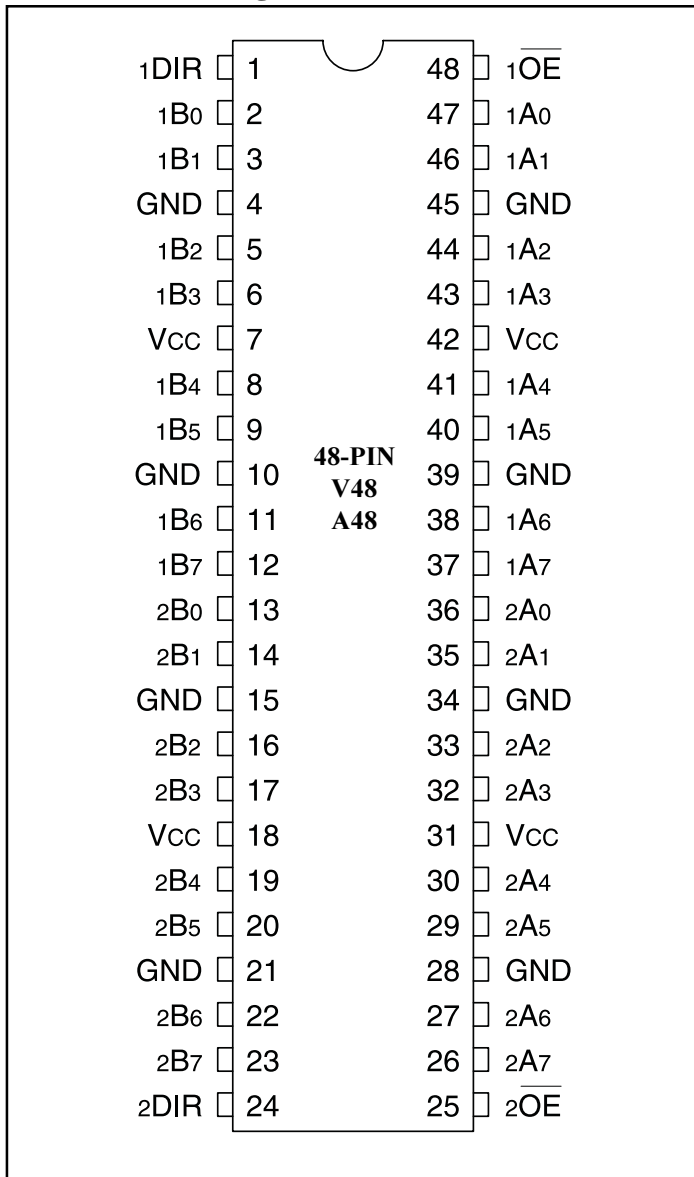 1DIR 1 48 1O̅E̅
1B0 2 47 1A0
1B1 3 46 1A1
GND 4 45 GND
1B2 5 44 1A2
1B3 6 43 1A3
VCC 7 42 VCC
1B4 8 41 1A4
1B5 9 40 1A5
GND 10 39 GND
1B6 11 38 1A6
1B7 12 37 1A7
2B0 13 36 2A0
2B1 14 35 2A1
GND 15 34 GND
2B2 16 33 2A2
2B3 17 32 2A3
VCC 18 31 VCC
2B4 19 30 2A4
2B5 20 29 2A5
GND 21 28 GND
2B6 22 27 2A6
2B7 23 26 2A7
2DIR 24 25 2O̅E̅
48-PIN
V48
A48